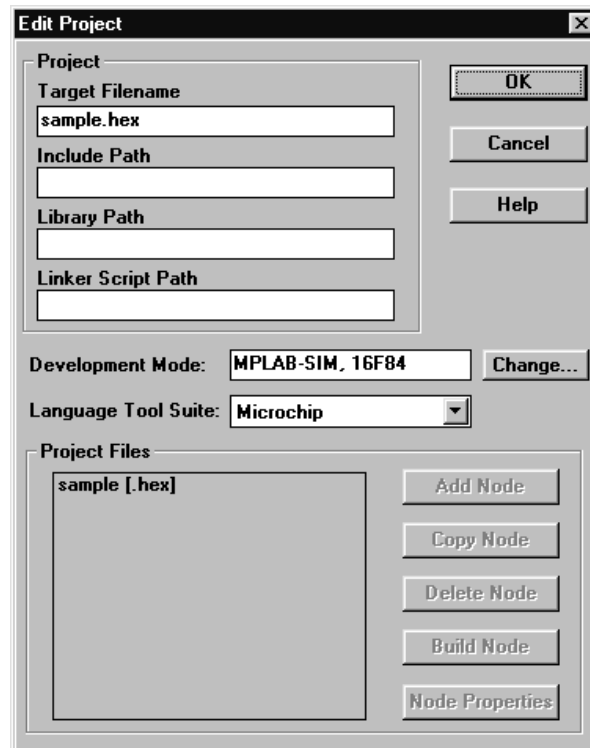 Edit Project
Project
Target Filename
sample.hex
Include Path
Library Path
Linker Script Path
OK
Cancel
Help
Development Mode: MPLAB-SIM, 16F84 Change...
Language Tool Suite: Microchip
Project Files
sample [.hex]
Add Node
Copy Node
Delete Node
Build Node
Node Properties